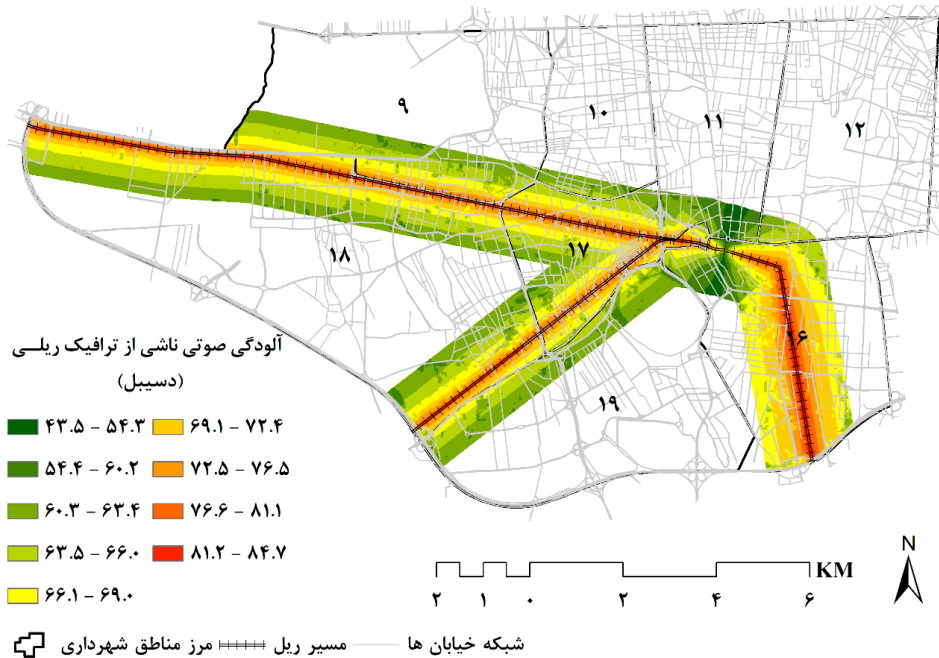 ۹
۱۰
۱۱
۱۲
۱۸
۱۷
۱۶
۱۹
آلودگی صوتی ناشی از ترافیک ریلــی
(دسیبل)
۴۳.۵ – ۵۴.۳
۶۹.۱ – ۷۲.۴
۵۴.۴ – ۶۰.۲
۷۲.۵ – ۷۶.۵
۶۰.۳ – ۶۳.۴
۷۶.۶ – ۸۱.۱
۶۳.۵ – ۶۶.۰
۸۱.۲ – ۸۴.۷
۶۶.۱ – ۶۹.۰
N
KM
۲ ۱ ۰ ۲ ۴ ۶
شبکه خیابان ها مسیر ریل مرز مناطق شهرداری